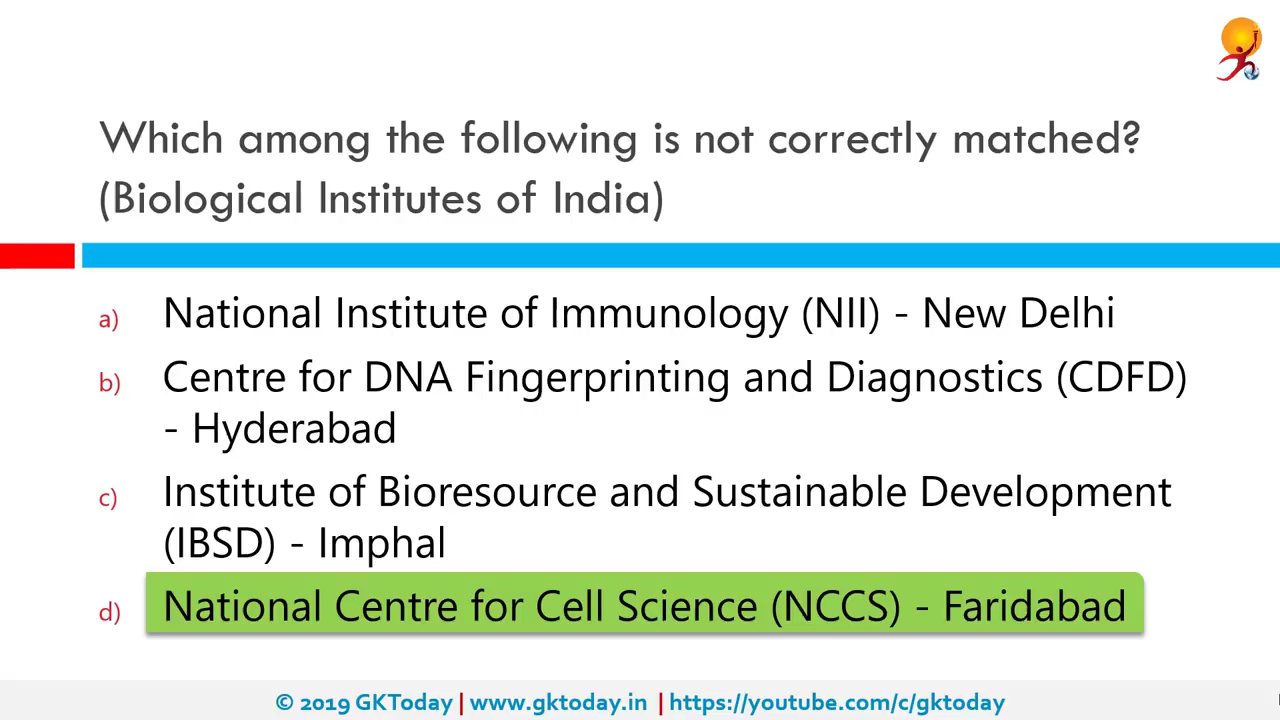 Which among the following is not correctly matched?
(Biological Institutes of India)
a) National Institute of Immunology (NII) - New Delhi
b) Centre for DNA Fingerprinting and Diagnostics (CDFD)
- Hyderabad
c) Institute of Bioresource and Sustainable Development
(IBSD) - Imphal
d) National Centre for Cell Science (NCCS) - Faridabad
© 2019 GKToday | www.gktoday.in | https://youtube.com/c/gktoday